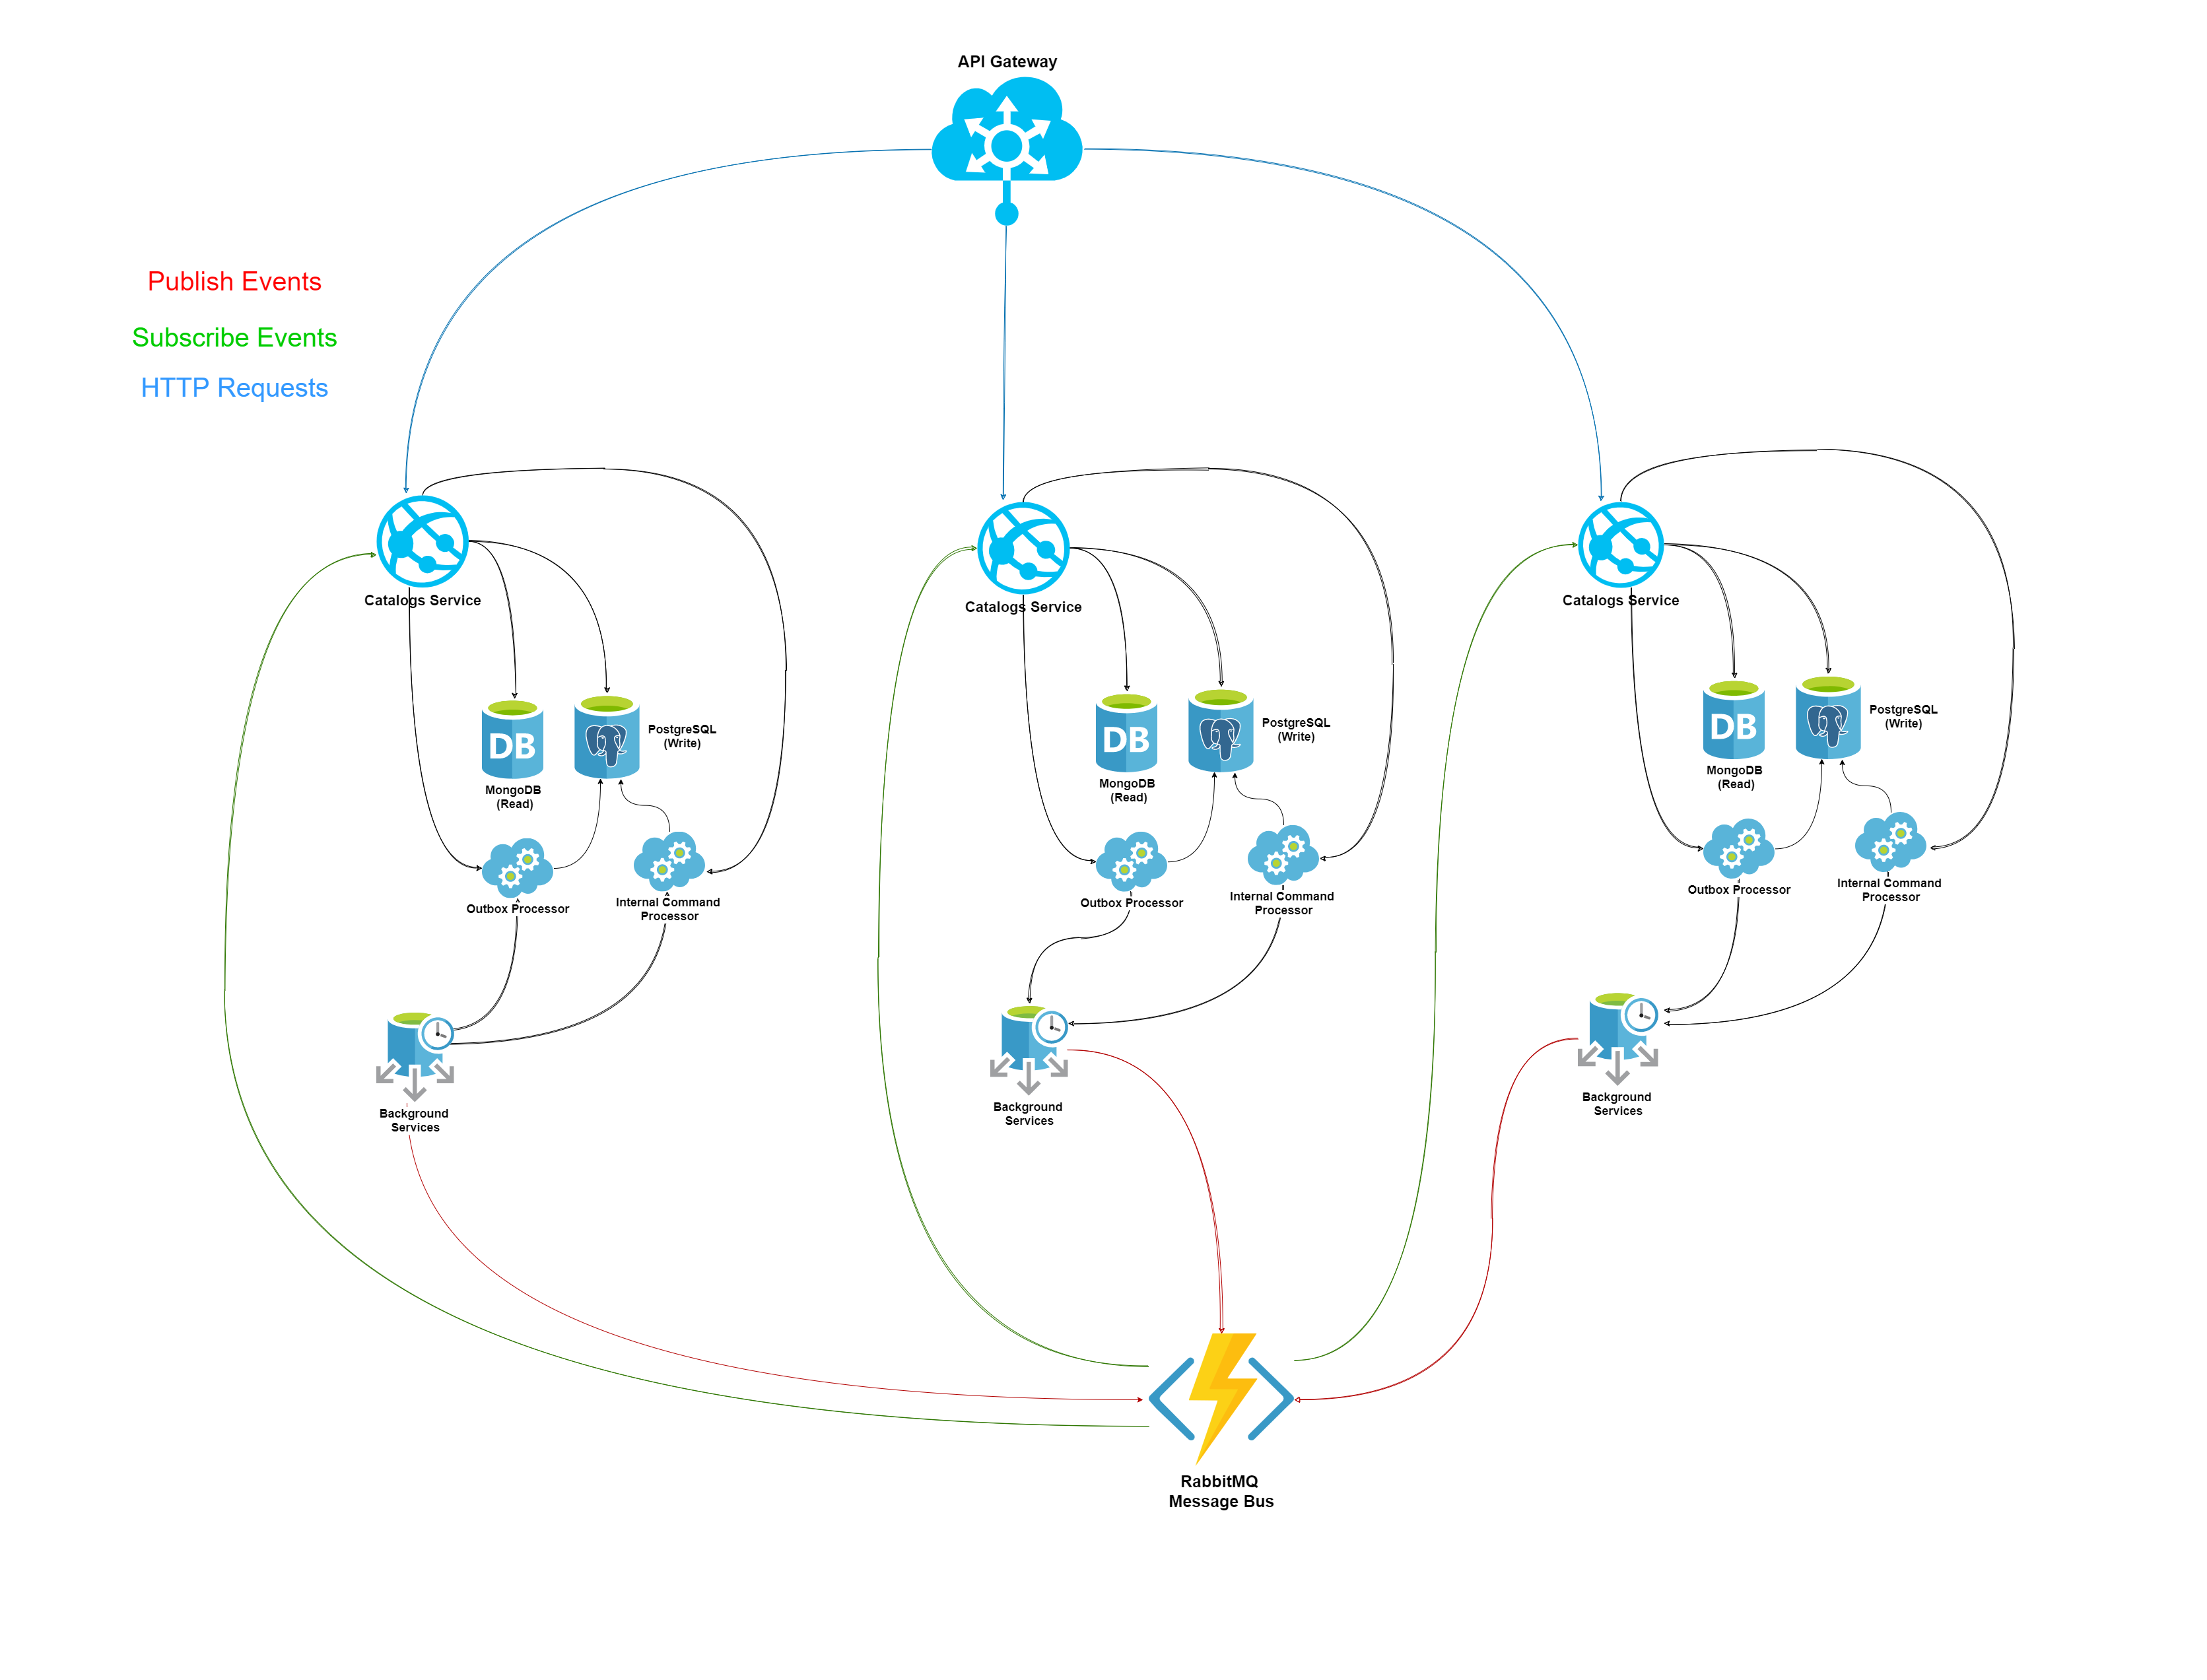 API Gateway
Publish Events
Subscribe Events
HTTP Requests
Catalogs Service
Catalogs Service
Catalogs Service
DB
MongoDB
(Read)
PostgreSQL
(Write)
Outbox Processor
Internal Command
Processor
Background
Services
DB
MongoDB
(Read)
PostgreSQL
(Write)
Outbox Processor
Internal Command
Processor
Background
Services
DB
MongoDB
(Read)
PostgreSQL
(Write)
Outbox Processor
Internal Command
Processor
Background
Services
RabbitMQ
Message Bus